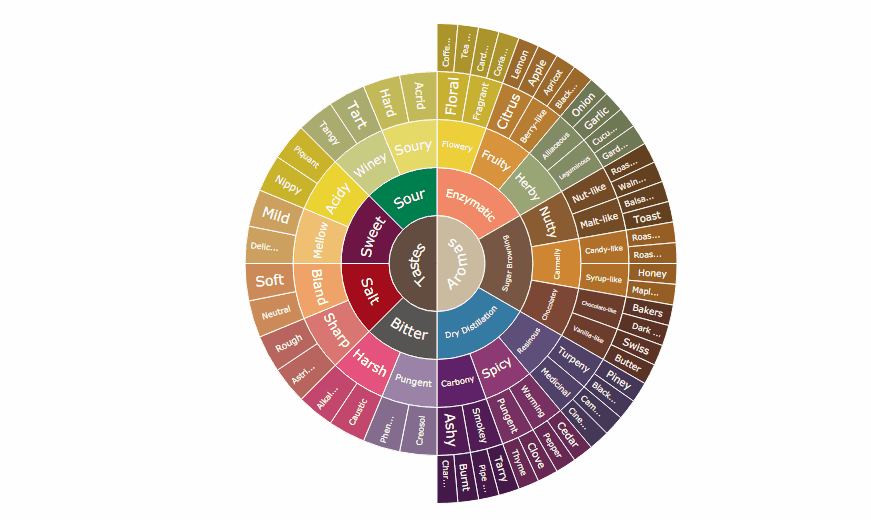 Aromas
Enzymatic
Flowery
Floral
Coffe...
Tea ...
Fragrant
Card...
Coria...
Fruity
Citrus
Lemon
Apple
Berry-like
Apricot
Black...
Herby
Alliaceous
Onion
Garlic
Leguminous
Cucu...
Gard...
Sugar Browning
Nutty
Nut-like
Roas...
Waln...
Malt-like
Balsa...
Toast
Carmelly
Candy-like
Roas...
Roas...
Syrup-like
Honey
Mapl...
Chocolatey
Chocolate-like
Bakers
Dark ...
Vanilla-like
Swiss
Butter
Dry Distillation
Resinous
Turpeny
Piney
Black...
Medicinal
Cam...
Cine...
Spicy
Warming
Cedar
Pepper
Pungent
Clove
Thyme
Carbony
Smokey
Tarry
Pipe ...
Ashy
Burnt
Char...
Tastes
Bitter
Pungent
Creosol
Phen...
Harsh
Caustic
Alkal...
Salt
Sharp
Astri...
Rough
Bland
Neutral
Soft
Sweet
Mellow
Delic...
Mild
Acidy
Nippy
Piquant
Sour
Winey
Tangy
Tart
Soury
Hard
Acrid